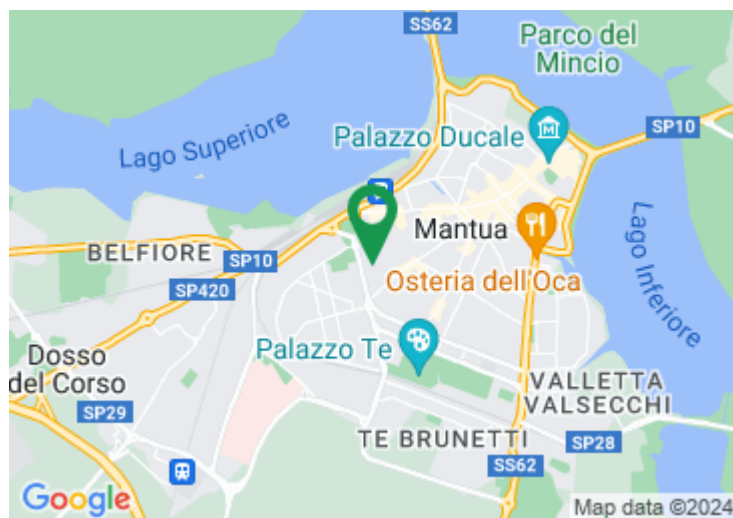 SS62
Parco del
Mincio
SP10
Lago Superiore
Palazzo Ducale
M
Mantua
BELFIORE
SP10
SP420
Osteria dell'Oca
Lago Inferiore
Palazzo Te
Dosso
del Corso
SP29
VALLETTA
VALSECCHI
TE BRUNETTI
SP28
SS62
Google
Map data ©2024